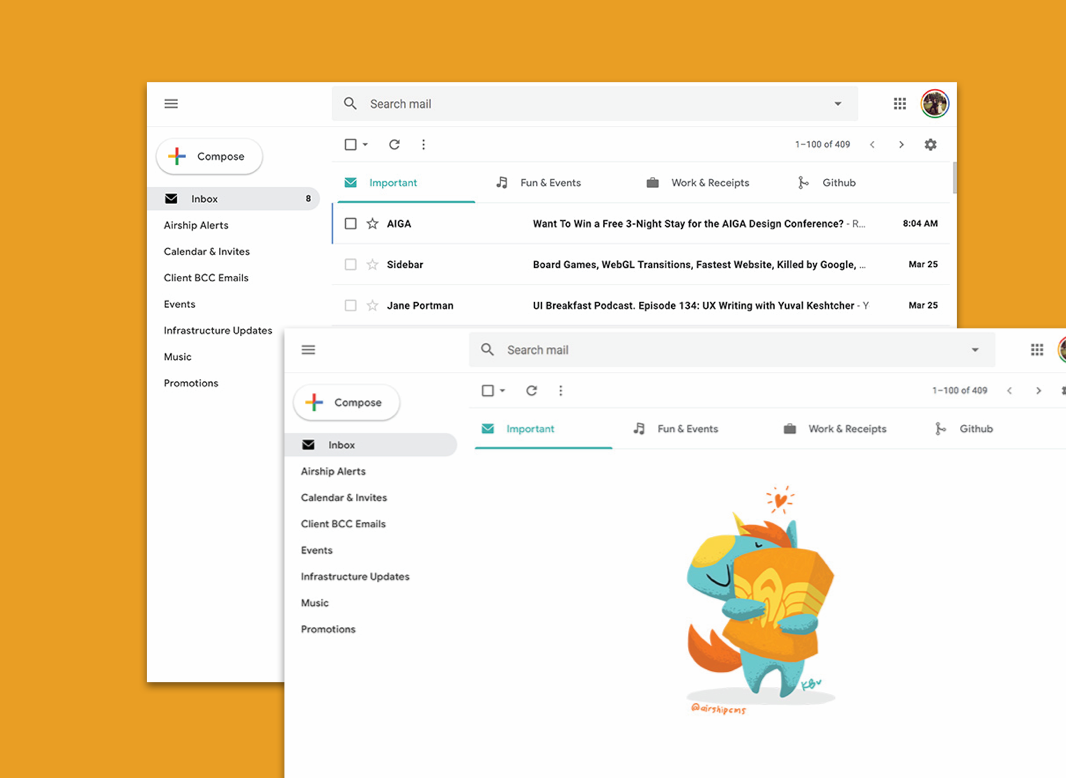 Search mail
Compose
1–100 of 409
Important
Fun & Events
Work & Receipts
Github
Inbox 8
Airship Alerts
Calendar & Invites
Client BCC Emails
Events
Infrastructure Updates
Music
Promotions
AIGA Want To Win a Free 3-Night Stay for the AIGA Design Conference? - R... 8:04 AM
Sidebar Board Games, WebGL Transitions, Fastest Website, Killed by Google, ... Mar 25
Jane Portman UI Breakfast Podcast. Episode 134: UX Writing with Yuval Keshtcher - Y Mar 25
Search mail
Compose
1–100 of 409
Important
Fun & Events
Work & Receipts
Github
Inbox
Airship Alerts
Calendar & Invites
Client BCC Emails
Events
Infrastructure Updates
Music
Promotions
@airshipcms